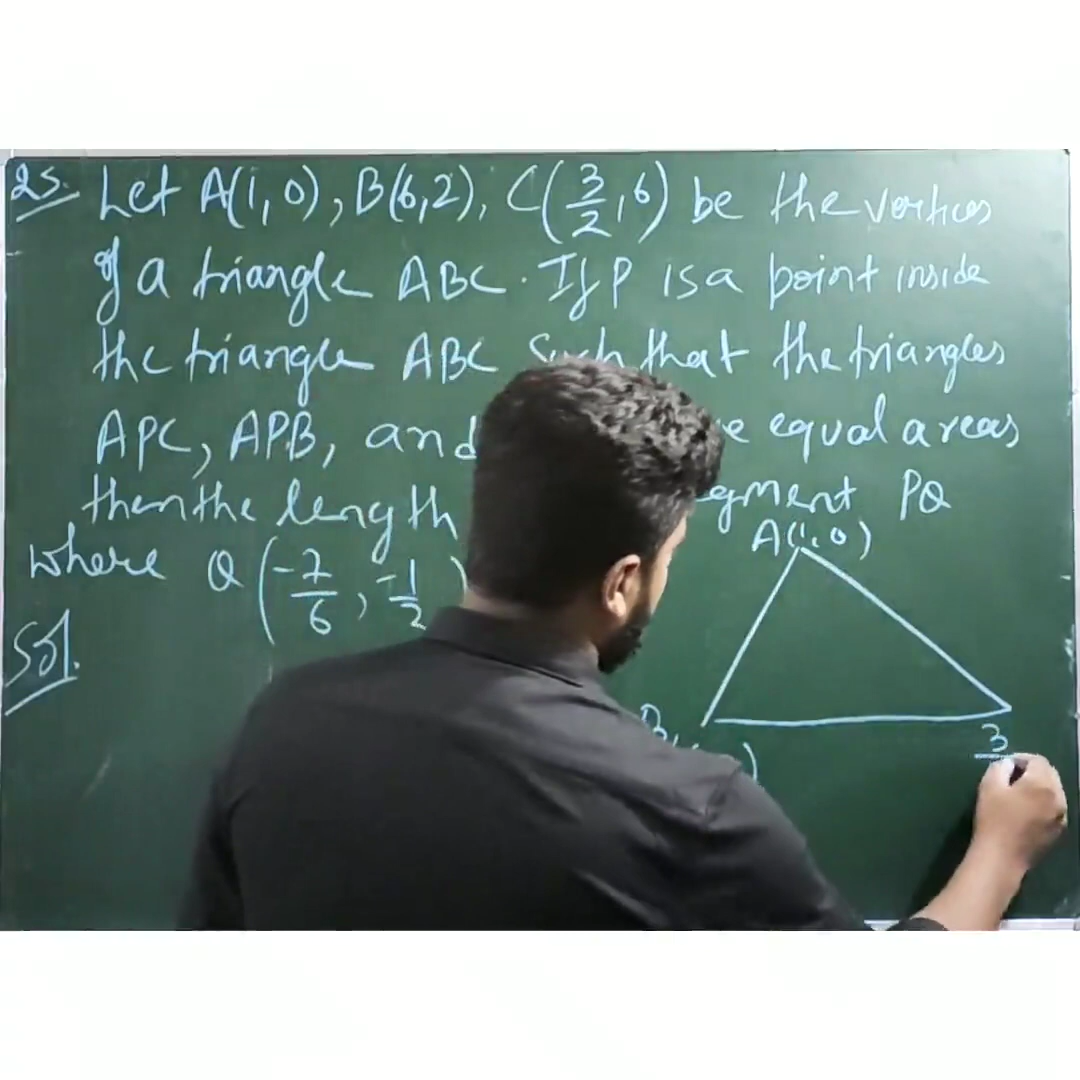 25. Let A(1,0), B(6,2), C(3/2,6) be the vertices
of a triangle ABC. If P is a point inside
the triangle ABC such that the triangles
APC, APB, and equal areas
then the length PQ
where Q(-7/6, -1/2
A(1,0)
Sol.
B
3